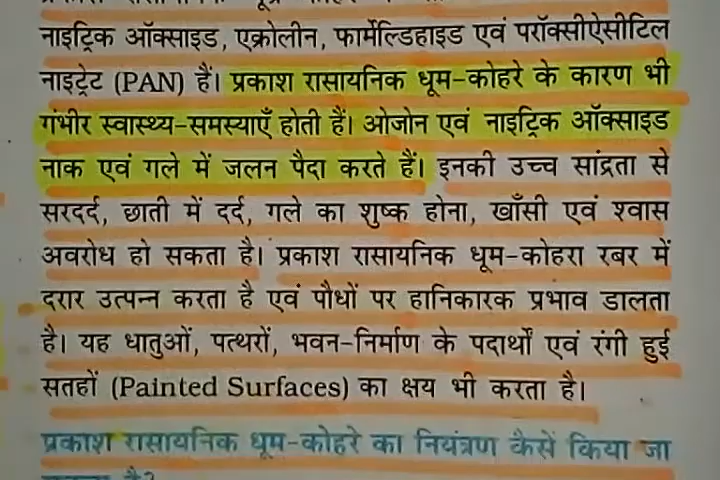 नाइट्रिक ऑक्साइड, एक्रोलीन, फार्मेल्डिहाइड एवं परॉक्सीऐसीटिल
नाइट्रेट (PAN) हैं। प्रकाश रासायनिक धूम-कोहरे के कारण भी
गंभीर स्वास्थ्य-समस्याएँ होती हैं। ओजोन एवं नाइट्रिक ऑक्साइड
नाक एवं गले में जलन पैदा करते हैं। इनकी उच्च सांद्रता से
सरदर्द, छाती में दर्द, गले का शुष्क होना, खाँसी एवं श्वास
अवरोध हो सकता है। प्रकाश रासायनिक धूम-कोहरा रबर में
दरार उत्पन्न करता है एवं पौधों पर हानिकारक प्रभाव डालता
है। यह धातुओं, पत्थरों, भवन-निर्माण के पदार्थों एवं रंगी हुई
सतहों (Painted Surfaces) का क्षय भी करता है।
प्रकाश रासायनिक धूम-कोहरे का नियंत्रण कैसे किया जा